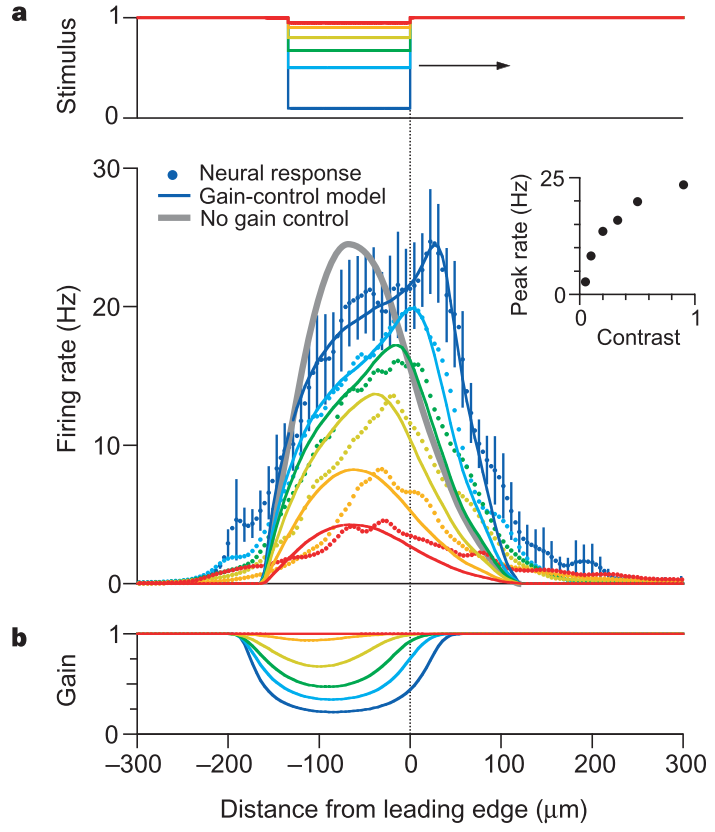 a
Stimulus
1
0
30
20
10
0
Firing rate (Hz)
Neural response
Gain-control model
No gain control
25
0
Peak rate (Hz)
0
1
Contrast
b
Gain
1
0
–300
–200
–100
0
100
200
300
Distance from leading edge (μm)